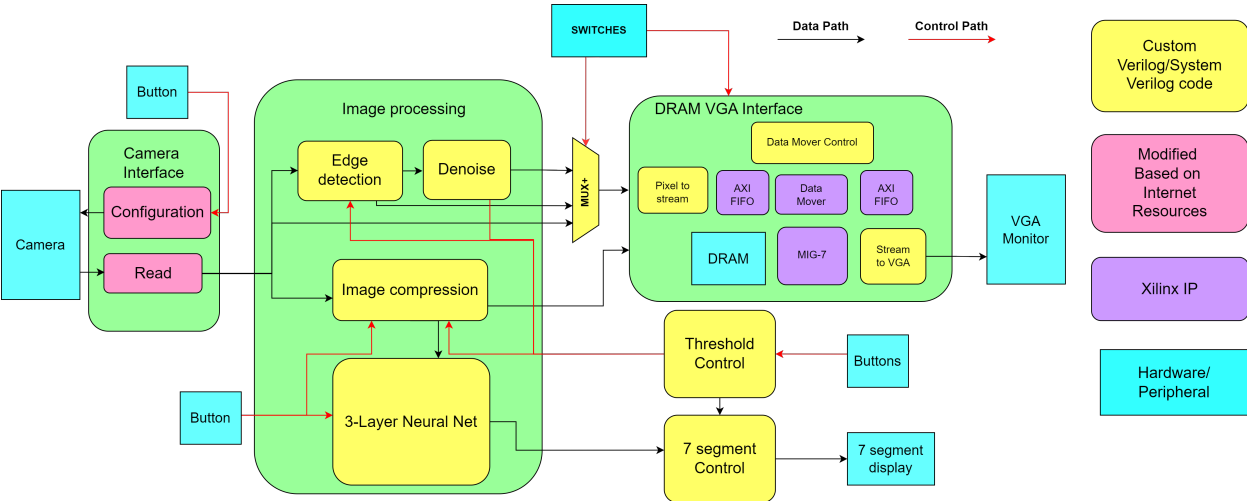 SWITCHES
Data Path
Control Path
Custom
Verilog/System
Verilog code
Button
Image processing
DRAM VGA Interface
Camera
Interface
Data Mover Control
Edge
detection
Denoise
MUX+
Pixel to
stream
AXI
FIFO
Data
Mover
AXI
FIFO
Modified
Based on
Internet
Resources
Configuration
Camera
Read
DRAM
MIG-7
Stream
to VGA
VGA
Monitor
Image compression
Xilinx IP
Threshold
Control
Buttons
Hardware/
Peripheral
Button
3-Layer Neural Net
7 segment
Control
7 segment
display